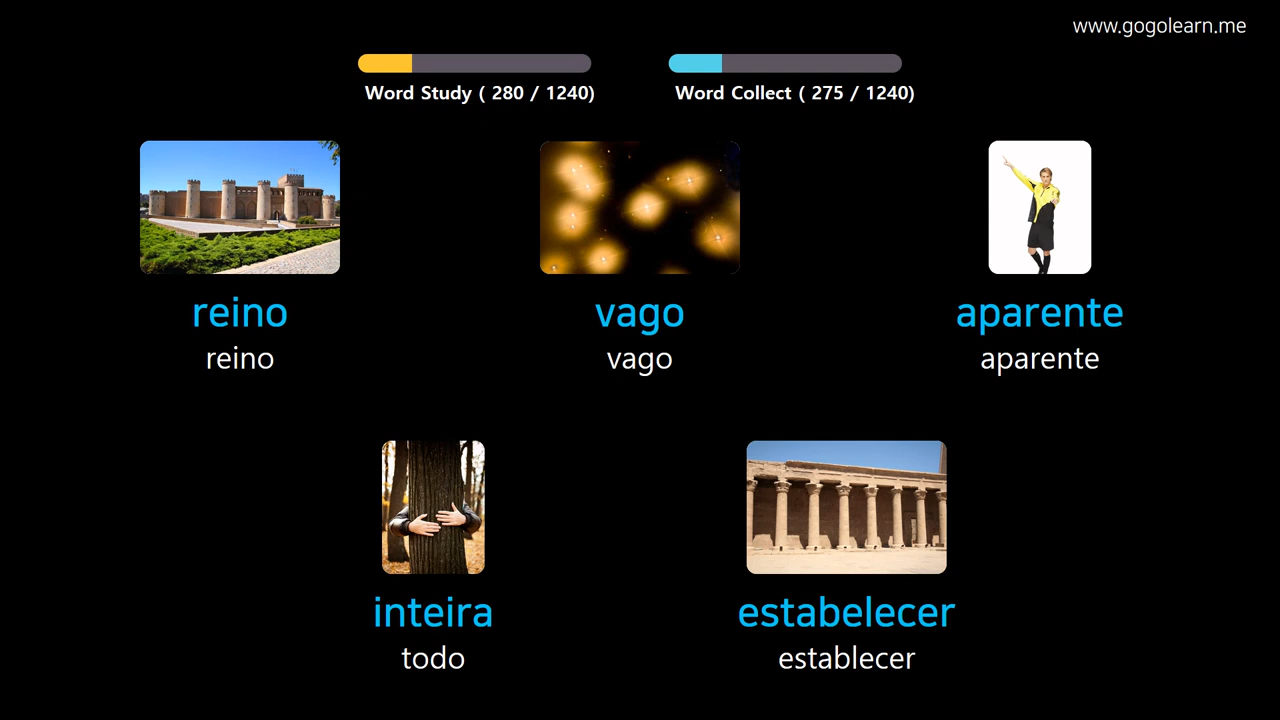 www.gogolearn.me
Word Study ( 280 / 1240)
Word Collect ( 275 / 1240)
reino
reino
vago
vago
aparente
aparente
inteira
todo
estabelecer
establecer